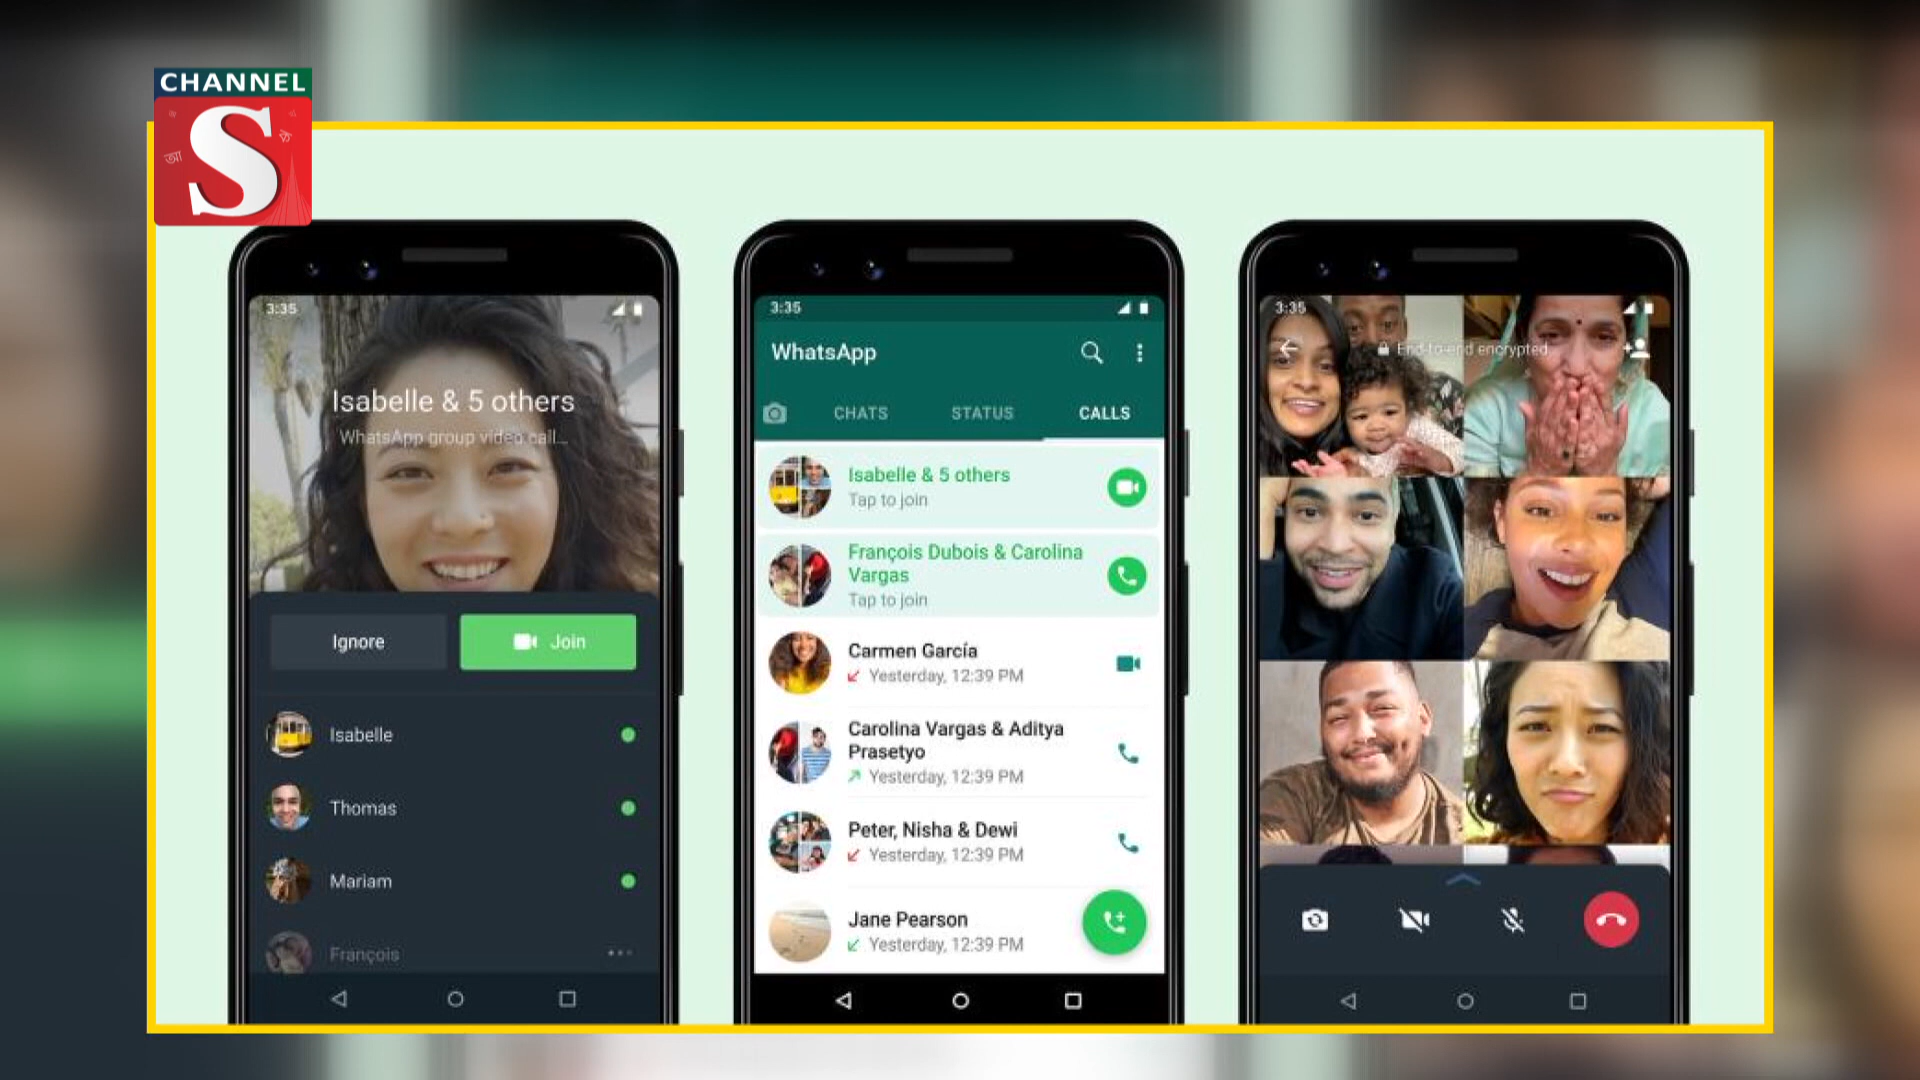 CHANNEL
S
আ
3:35
Isabelle & 5 others
WhatsApp group video call...
Ignore
Join
Isabelle
Thomas
Mariam
François
3:35
WhatsApp
CHATS STATUS CALLS
Isabelle & 5 others
Tap to join
François Dubois & Carolina
Vargas
Tap to join
Carmen García
Yesterday, 12:39 PM
Carolina Vargas & Aditya
Prasetyo
Yesterday, 12:39 PM
Peter, Nisha & Dewi
Yesterday, 12:39 PM
Jane Pearson
Yesterday, 12:39 PM
3:35
End-to-end encrypted